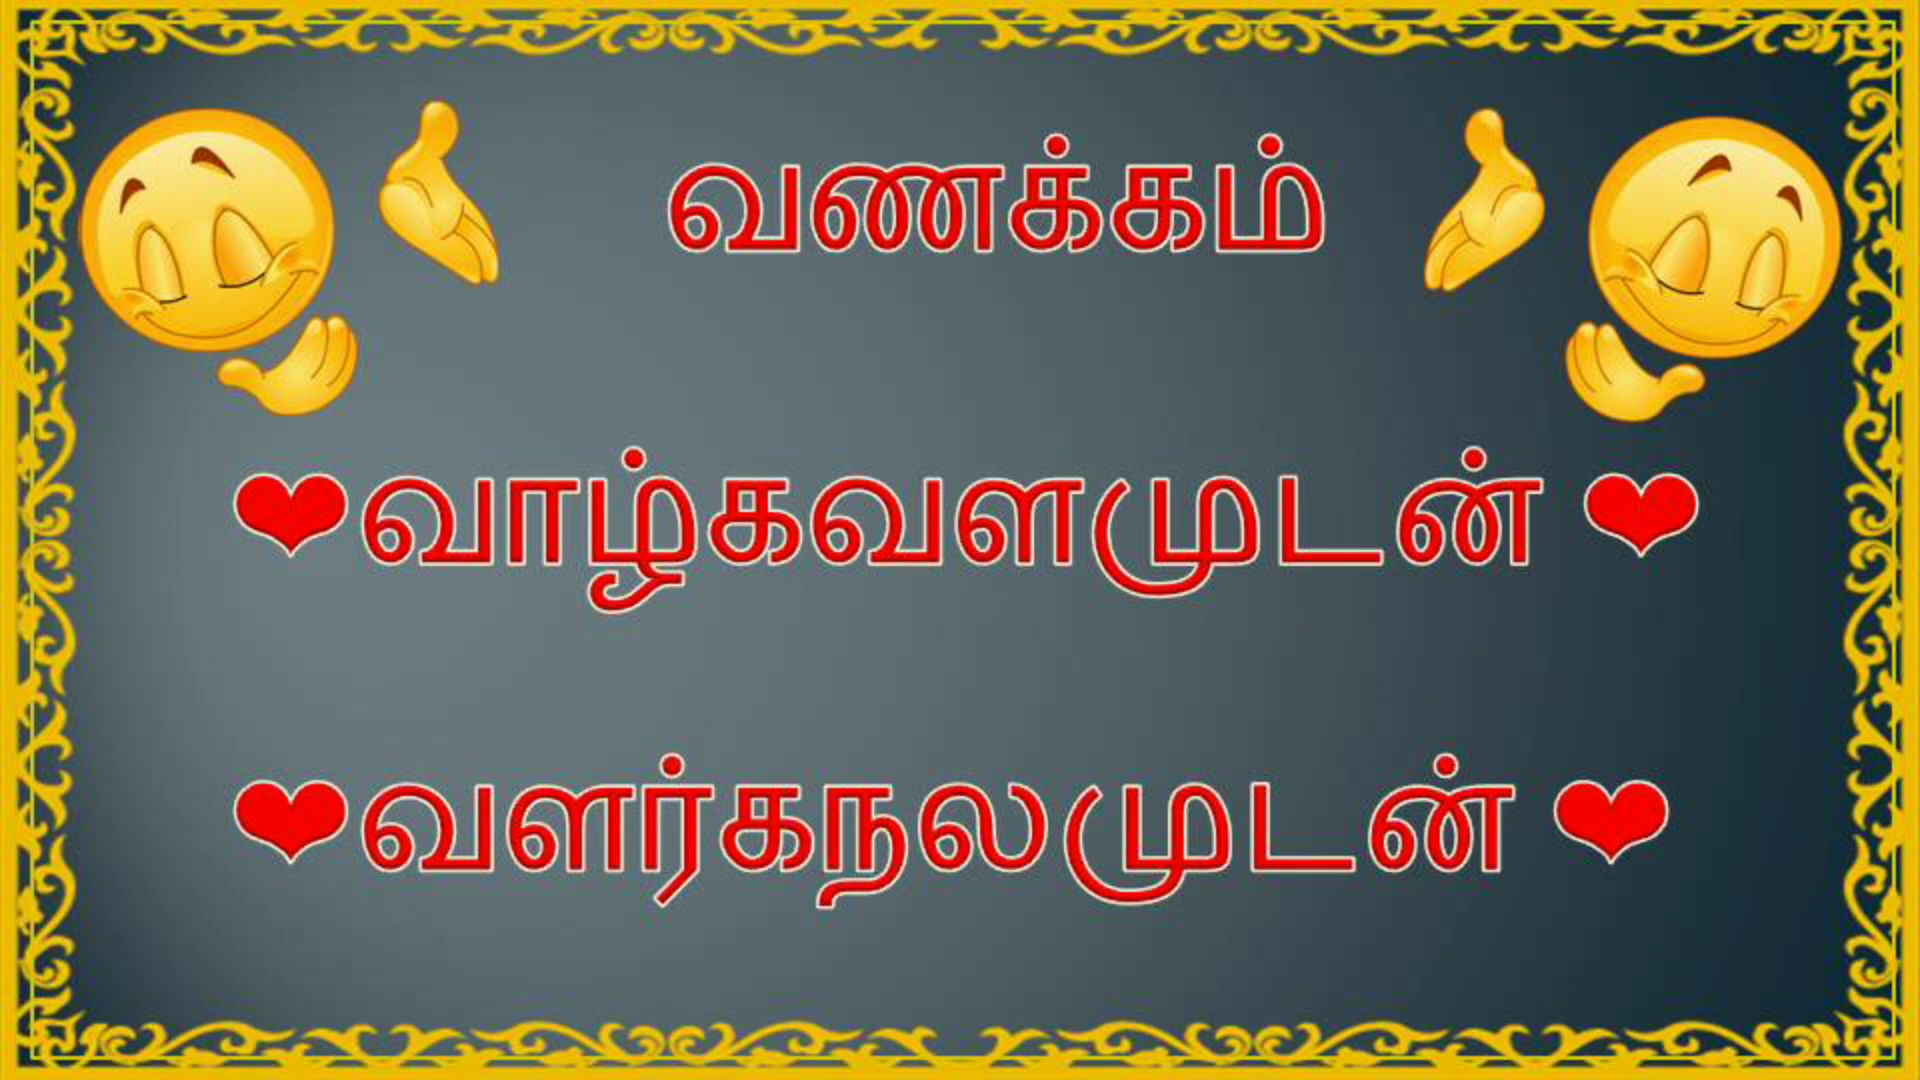 வணக்கம்
❤வாழ்கவளமுடன் ❤
❤வளர்கநலமுடன் ❤